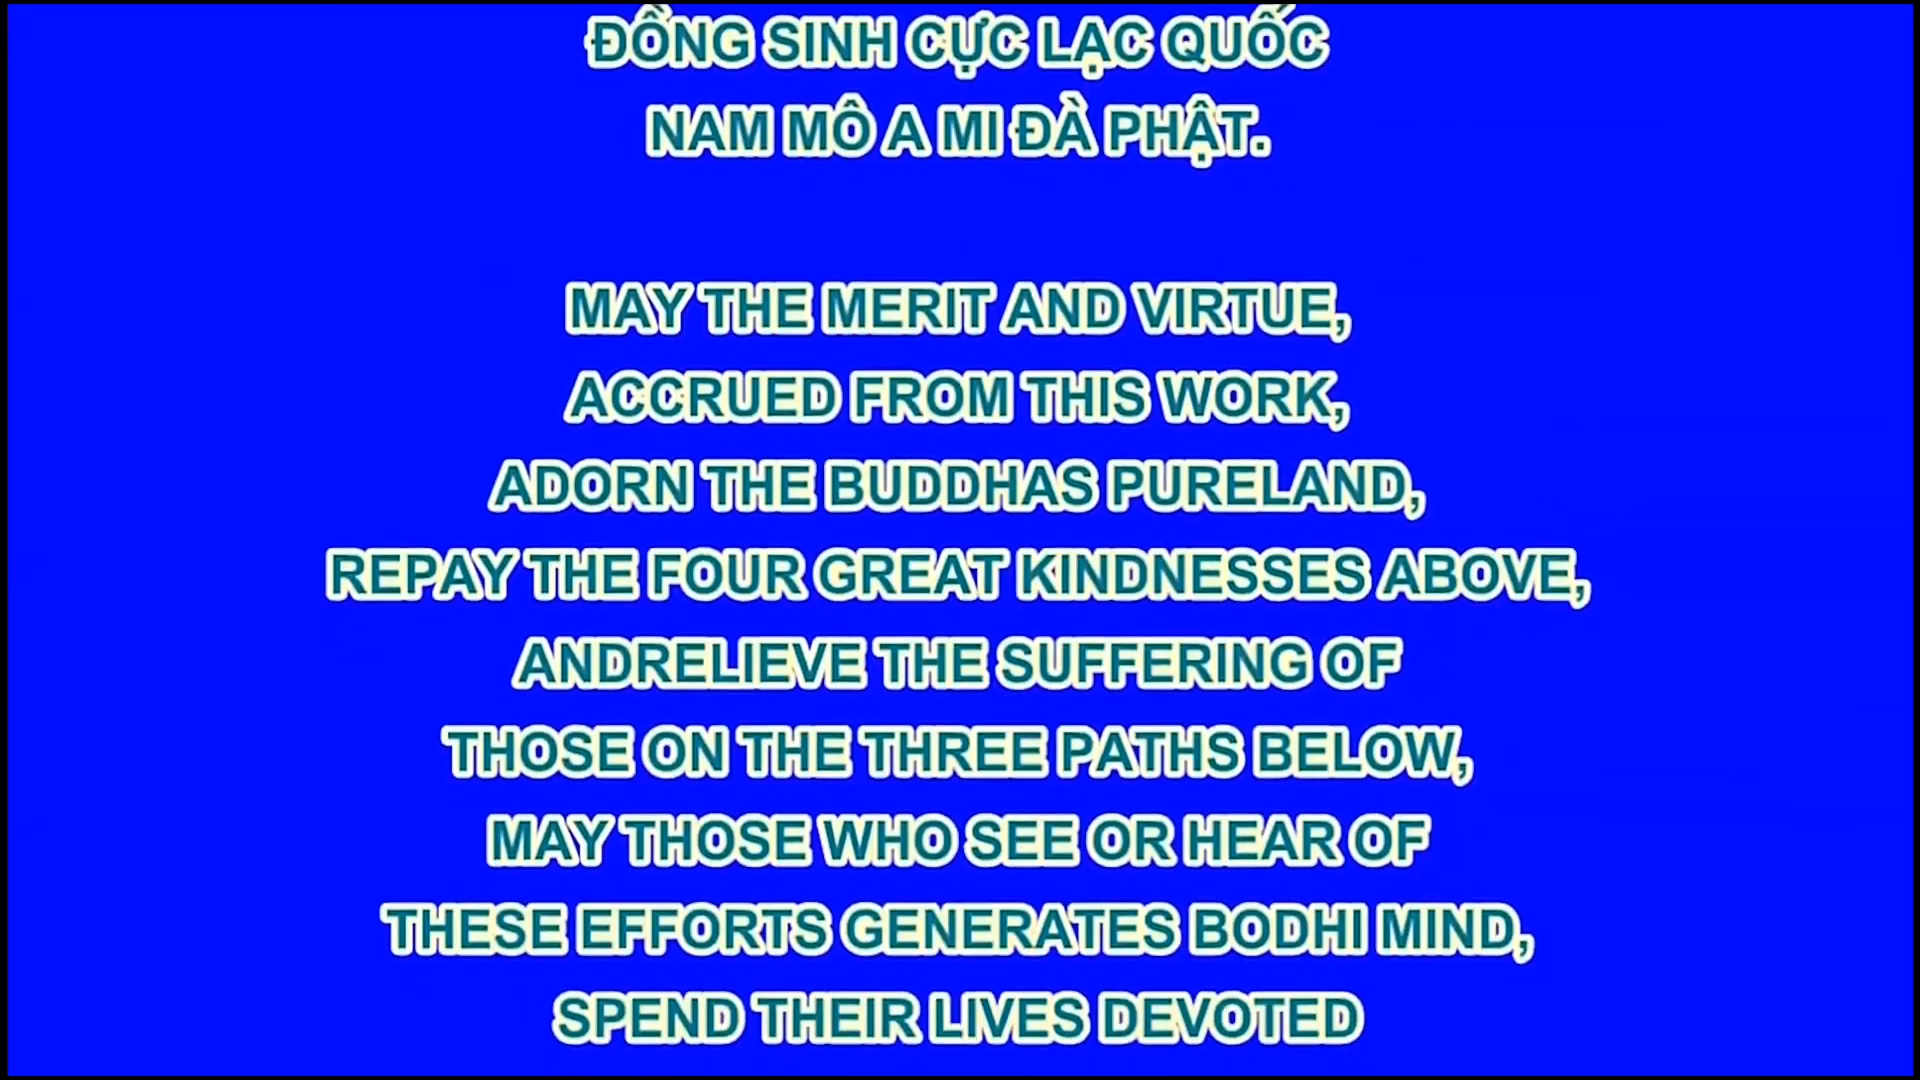 ĐỒNG SINH CỰC LẠC QUỐC
NAM MÔ A MI ĐÀ PHẬT.
MAY THE MERIT AND VIRTUE,
ACCRUED FROM THIS WORK,
ADORN THE BUDDHAS PURELAND,
REPAY THE FOUR GREAT KINDNESSES ABOVE,
ANDRELIEVE THE SUFFERING OF
THOSE ON THE THREE PATHS BELOW,
MAY THOSE WHO SEE OR HEAR OF
THESE EFFORTS GENERATES BODHI MIND,
SPEND THEIR LIVES DEVOTED